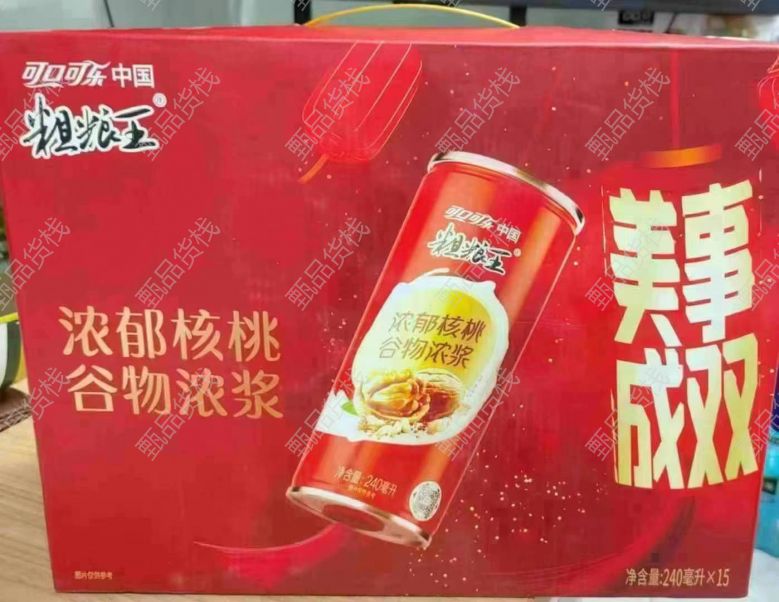 可口可乐中国
粗粮王®
浓郁核桃
谷物浓浆
可口可乐中国
粗粮王®
浓郁核桃
谷物浓浆
净含量:240毫升
美事
成双
图片仅供参考
净含量:240毫升×15
甄品货栈